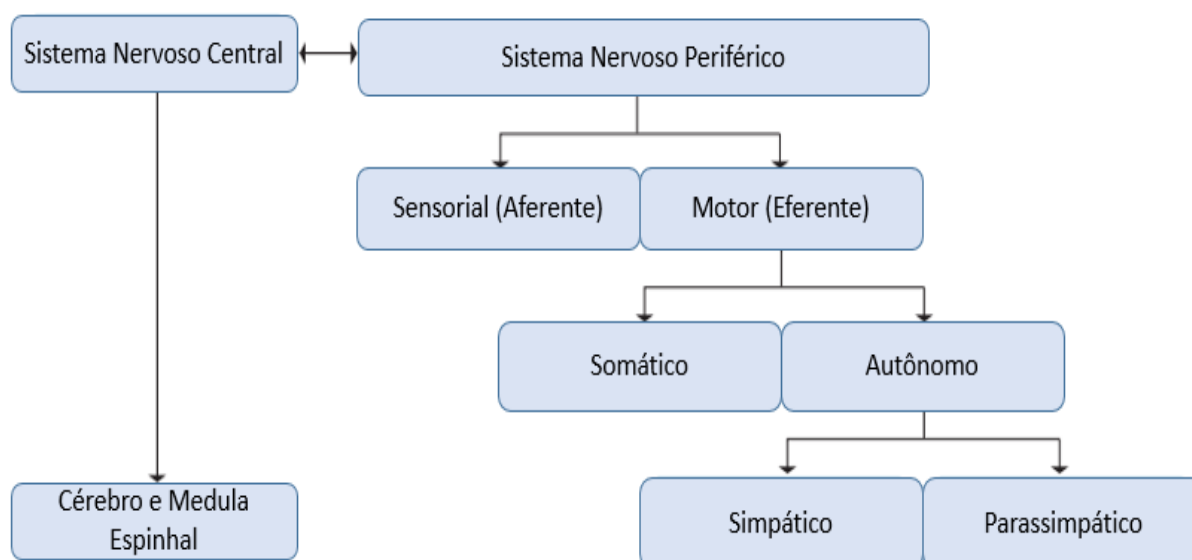 Sistema Nervoso Central
Sistema Nervoso Periférico
Sensorial (Aferente)
Motor (Eferente)
Somático
Autônomo
Cérebro e Medula
Espinhal
Simpático
Parassimpático